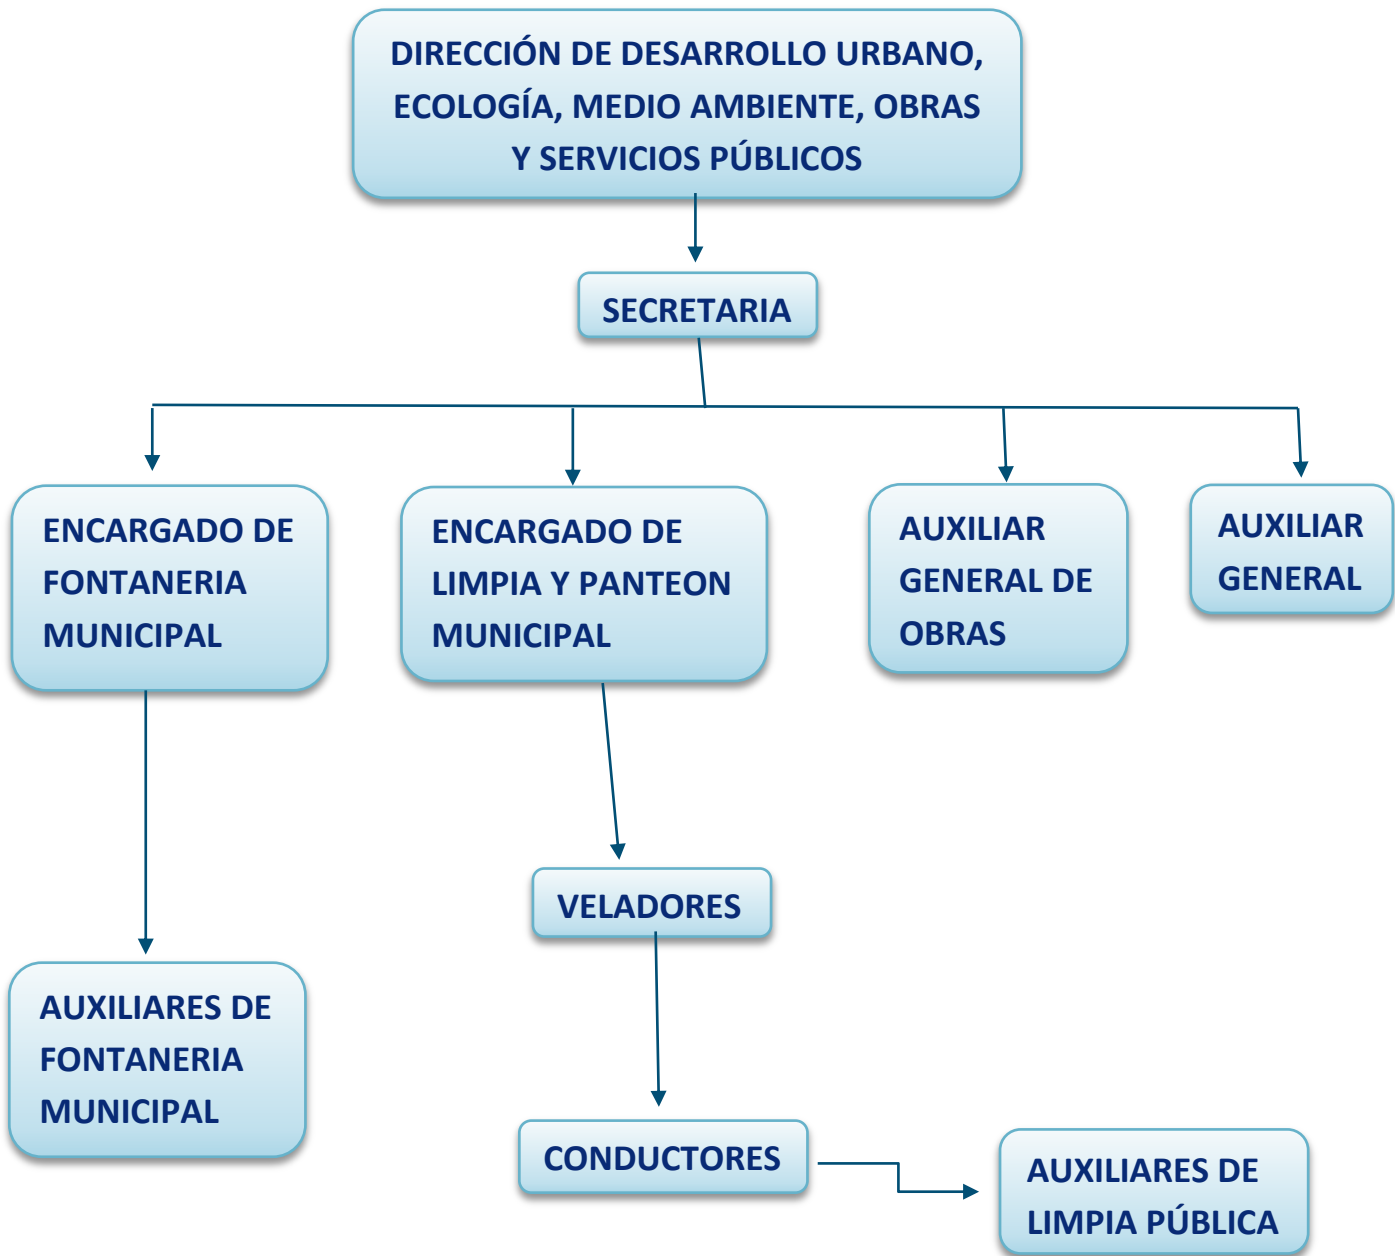 DIRECCIÓN DE DESARROLLO URBANO,
ECOLOGÍA, MEDIO AMBIENTE, OBRAS
Y SERVICIOS PÚBLICOS
SECRETARIA
ENCARGADO DE
FONTANERIA
MUNICIPAL
ENCARGADO DE
LIMPIA Y PANTEON
MUNICIPAL
AUXILIAR
GENERAL DE
OBRAS
AUXILIAR
GENERAL
VELADORES
AUXILIARES DE
FONTANERIA
MUNICIPAL
CONDUCTORES
AUXILIARES DE
LIMPIA PÚBLICA